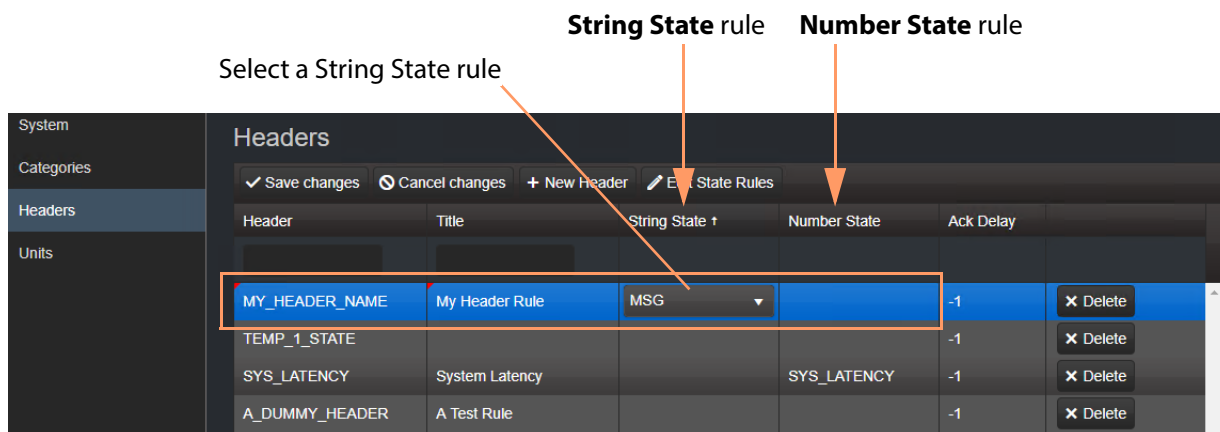 String State rule Number State rule
Select a String State rule
System
Categories
Headers
Units
Headers
Save changes Cancel changes + New Header Edit State Rules
Header Title String State ↑ Number State Ack Delay
MY_HEADER_NAME My Header Rule MSG -1 × Delete
TEMP_1_STATE -1 × Delete
SYS_LATENCY System Latency SYS_LATENCY -1 × Delete
A_DUMMY_HEADER A Test Rule -1 × Delete